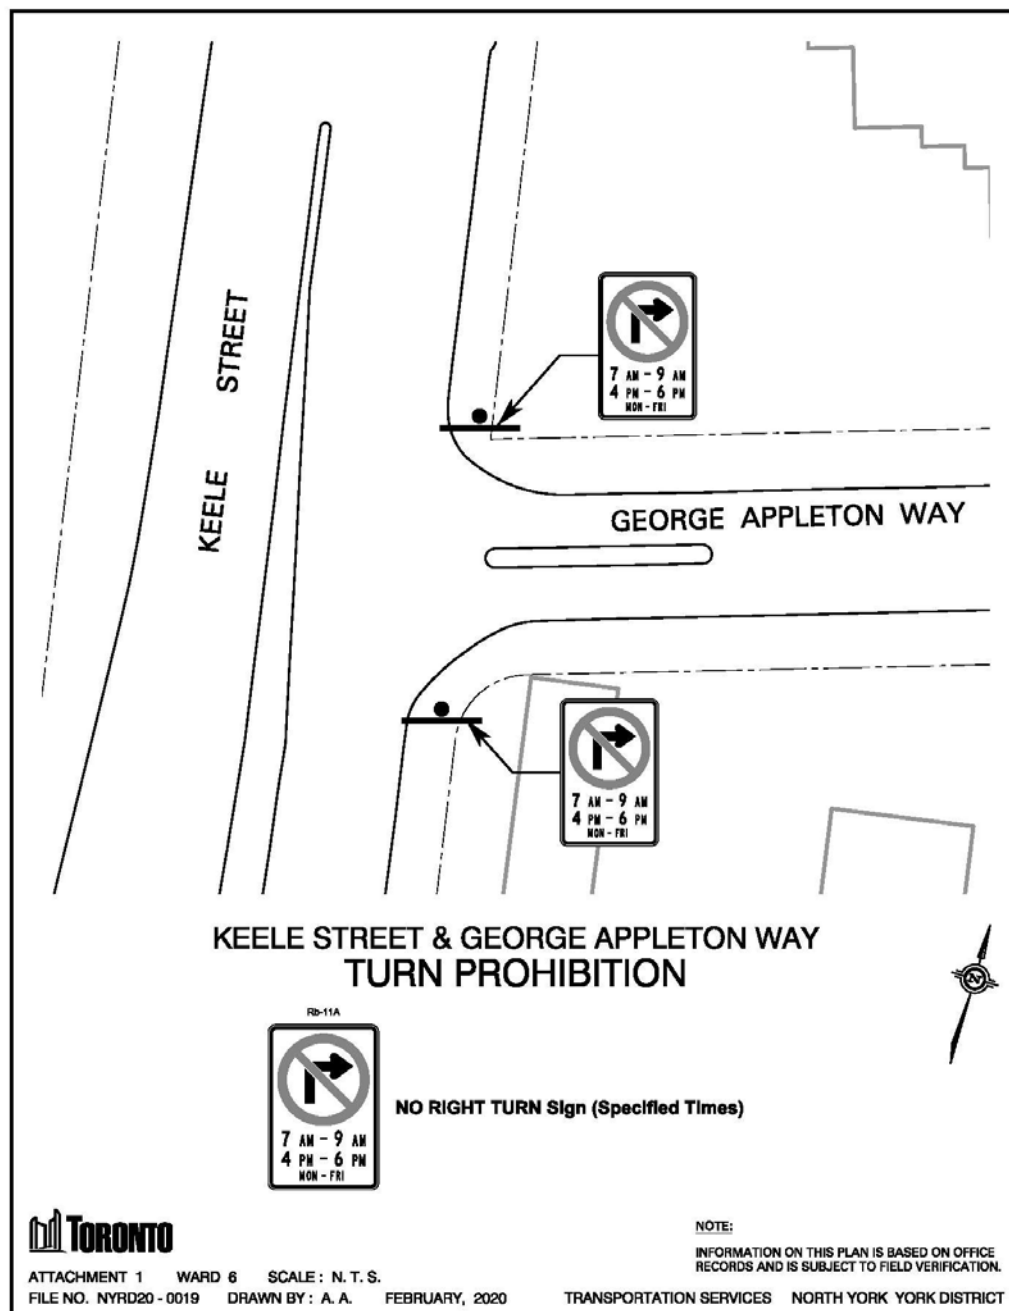 KEELE STREET
7 AM - 9 AM
4 PM - 6 PM
MON - FRI
GEORGE APPLETON WAY
7 AM - 9 AM
4 PM - 6 PM
MON - FRI
KEELE STREET & GEORGE APPLETON WAY
TURN PROHIBITION
N
Rb-11A
7 AM - 9 AM
4 PM - 6 PM
MON - FRI
NO RIGHT TURN Sign (Specified Times)
TORONTO
NOTE:
INFORMATION ON THIS PLAN IS BASED ON OFFICE
RECORDS AND IS SUBJECT TO FIELD VERIFICATION.
ATTACHMENT 1 WARD 6 SCALE : N. T. S.
FILE NO. NYRD20 - 0019 DRAWN BY : A. A. FEBRUARY, 2020 TRANSPORTATION SERVICES NORTH YORK YORK DISTRICT